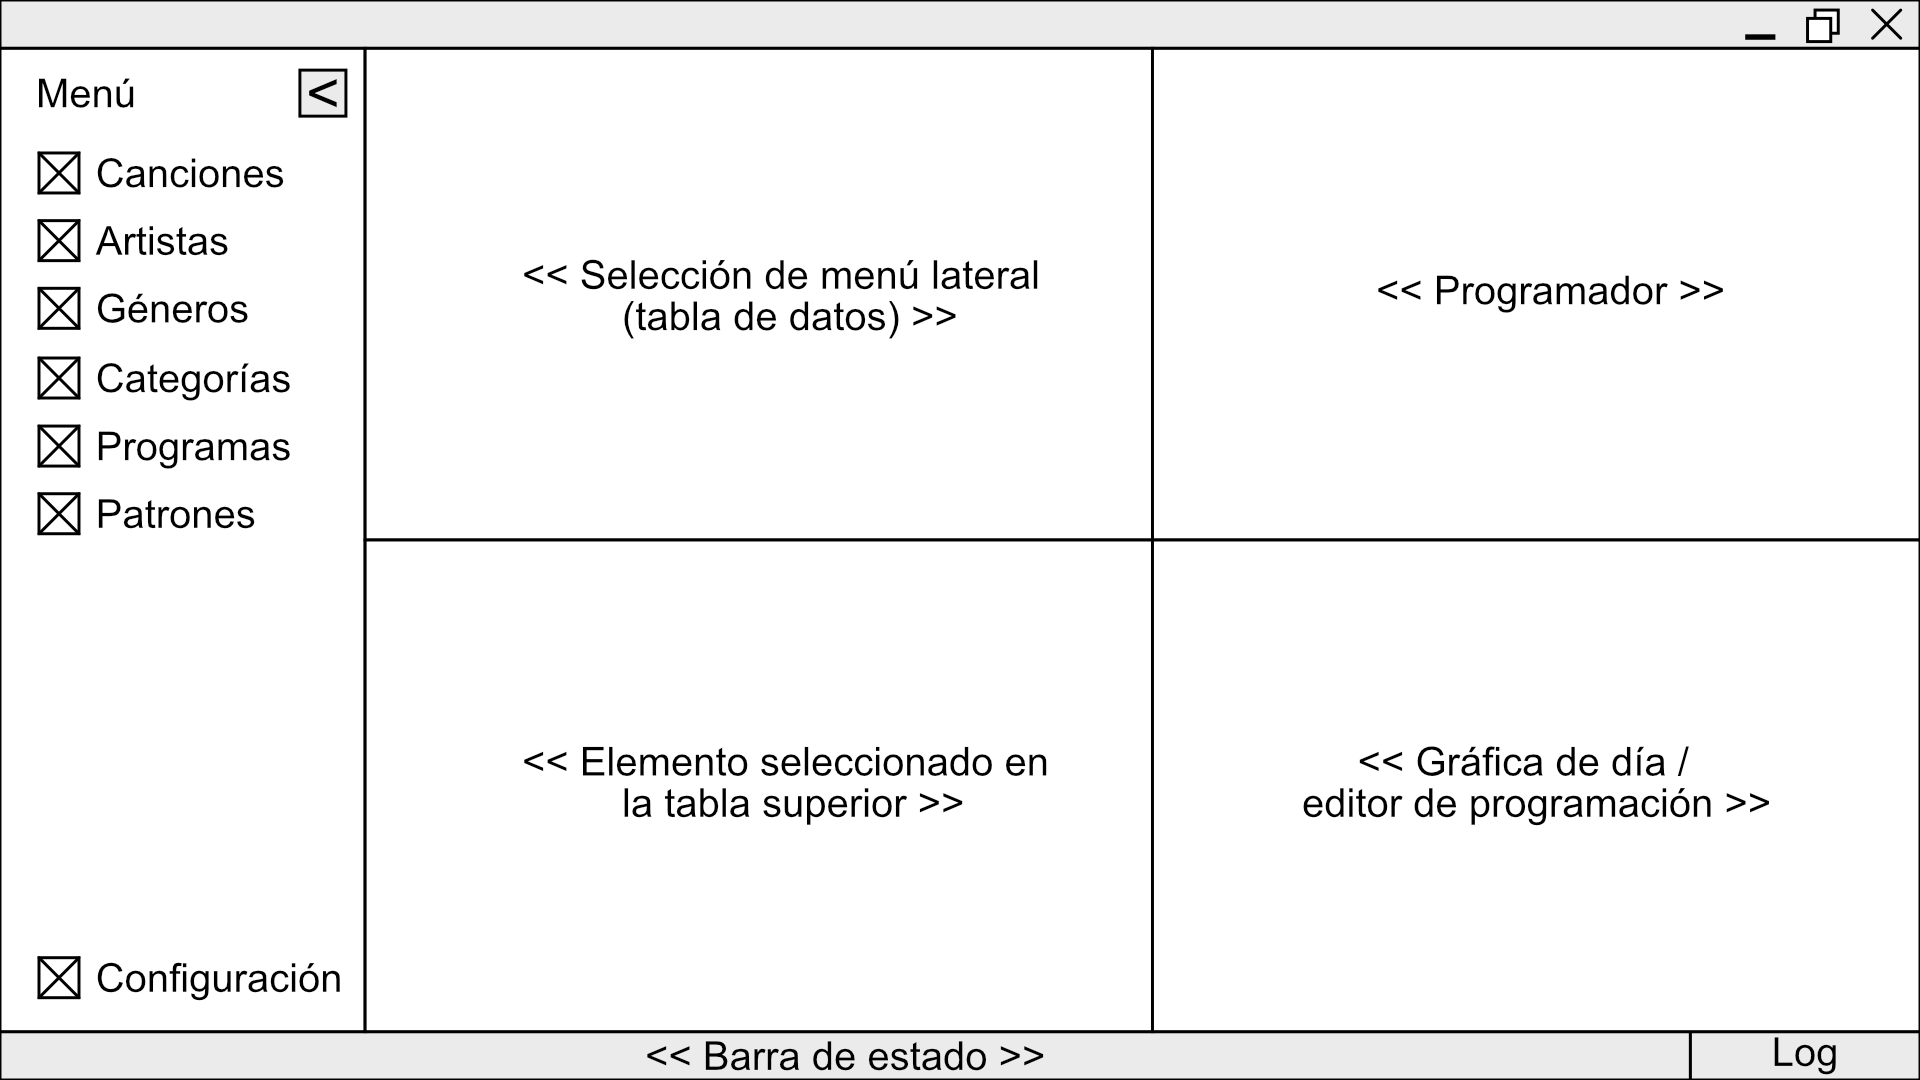 Menú <
Canciones
Artistas
Géneros
Categorías
Programas
Patrones
Configuración
<< Selección de menú lateral
(tabla de datos) >>
<< Programador >>
<< Elemento seleccionado en
la tabla superior >>
<< Gráfica de día /
editor de programación >>
<< Barra de estado >>
Log